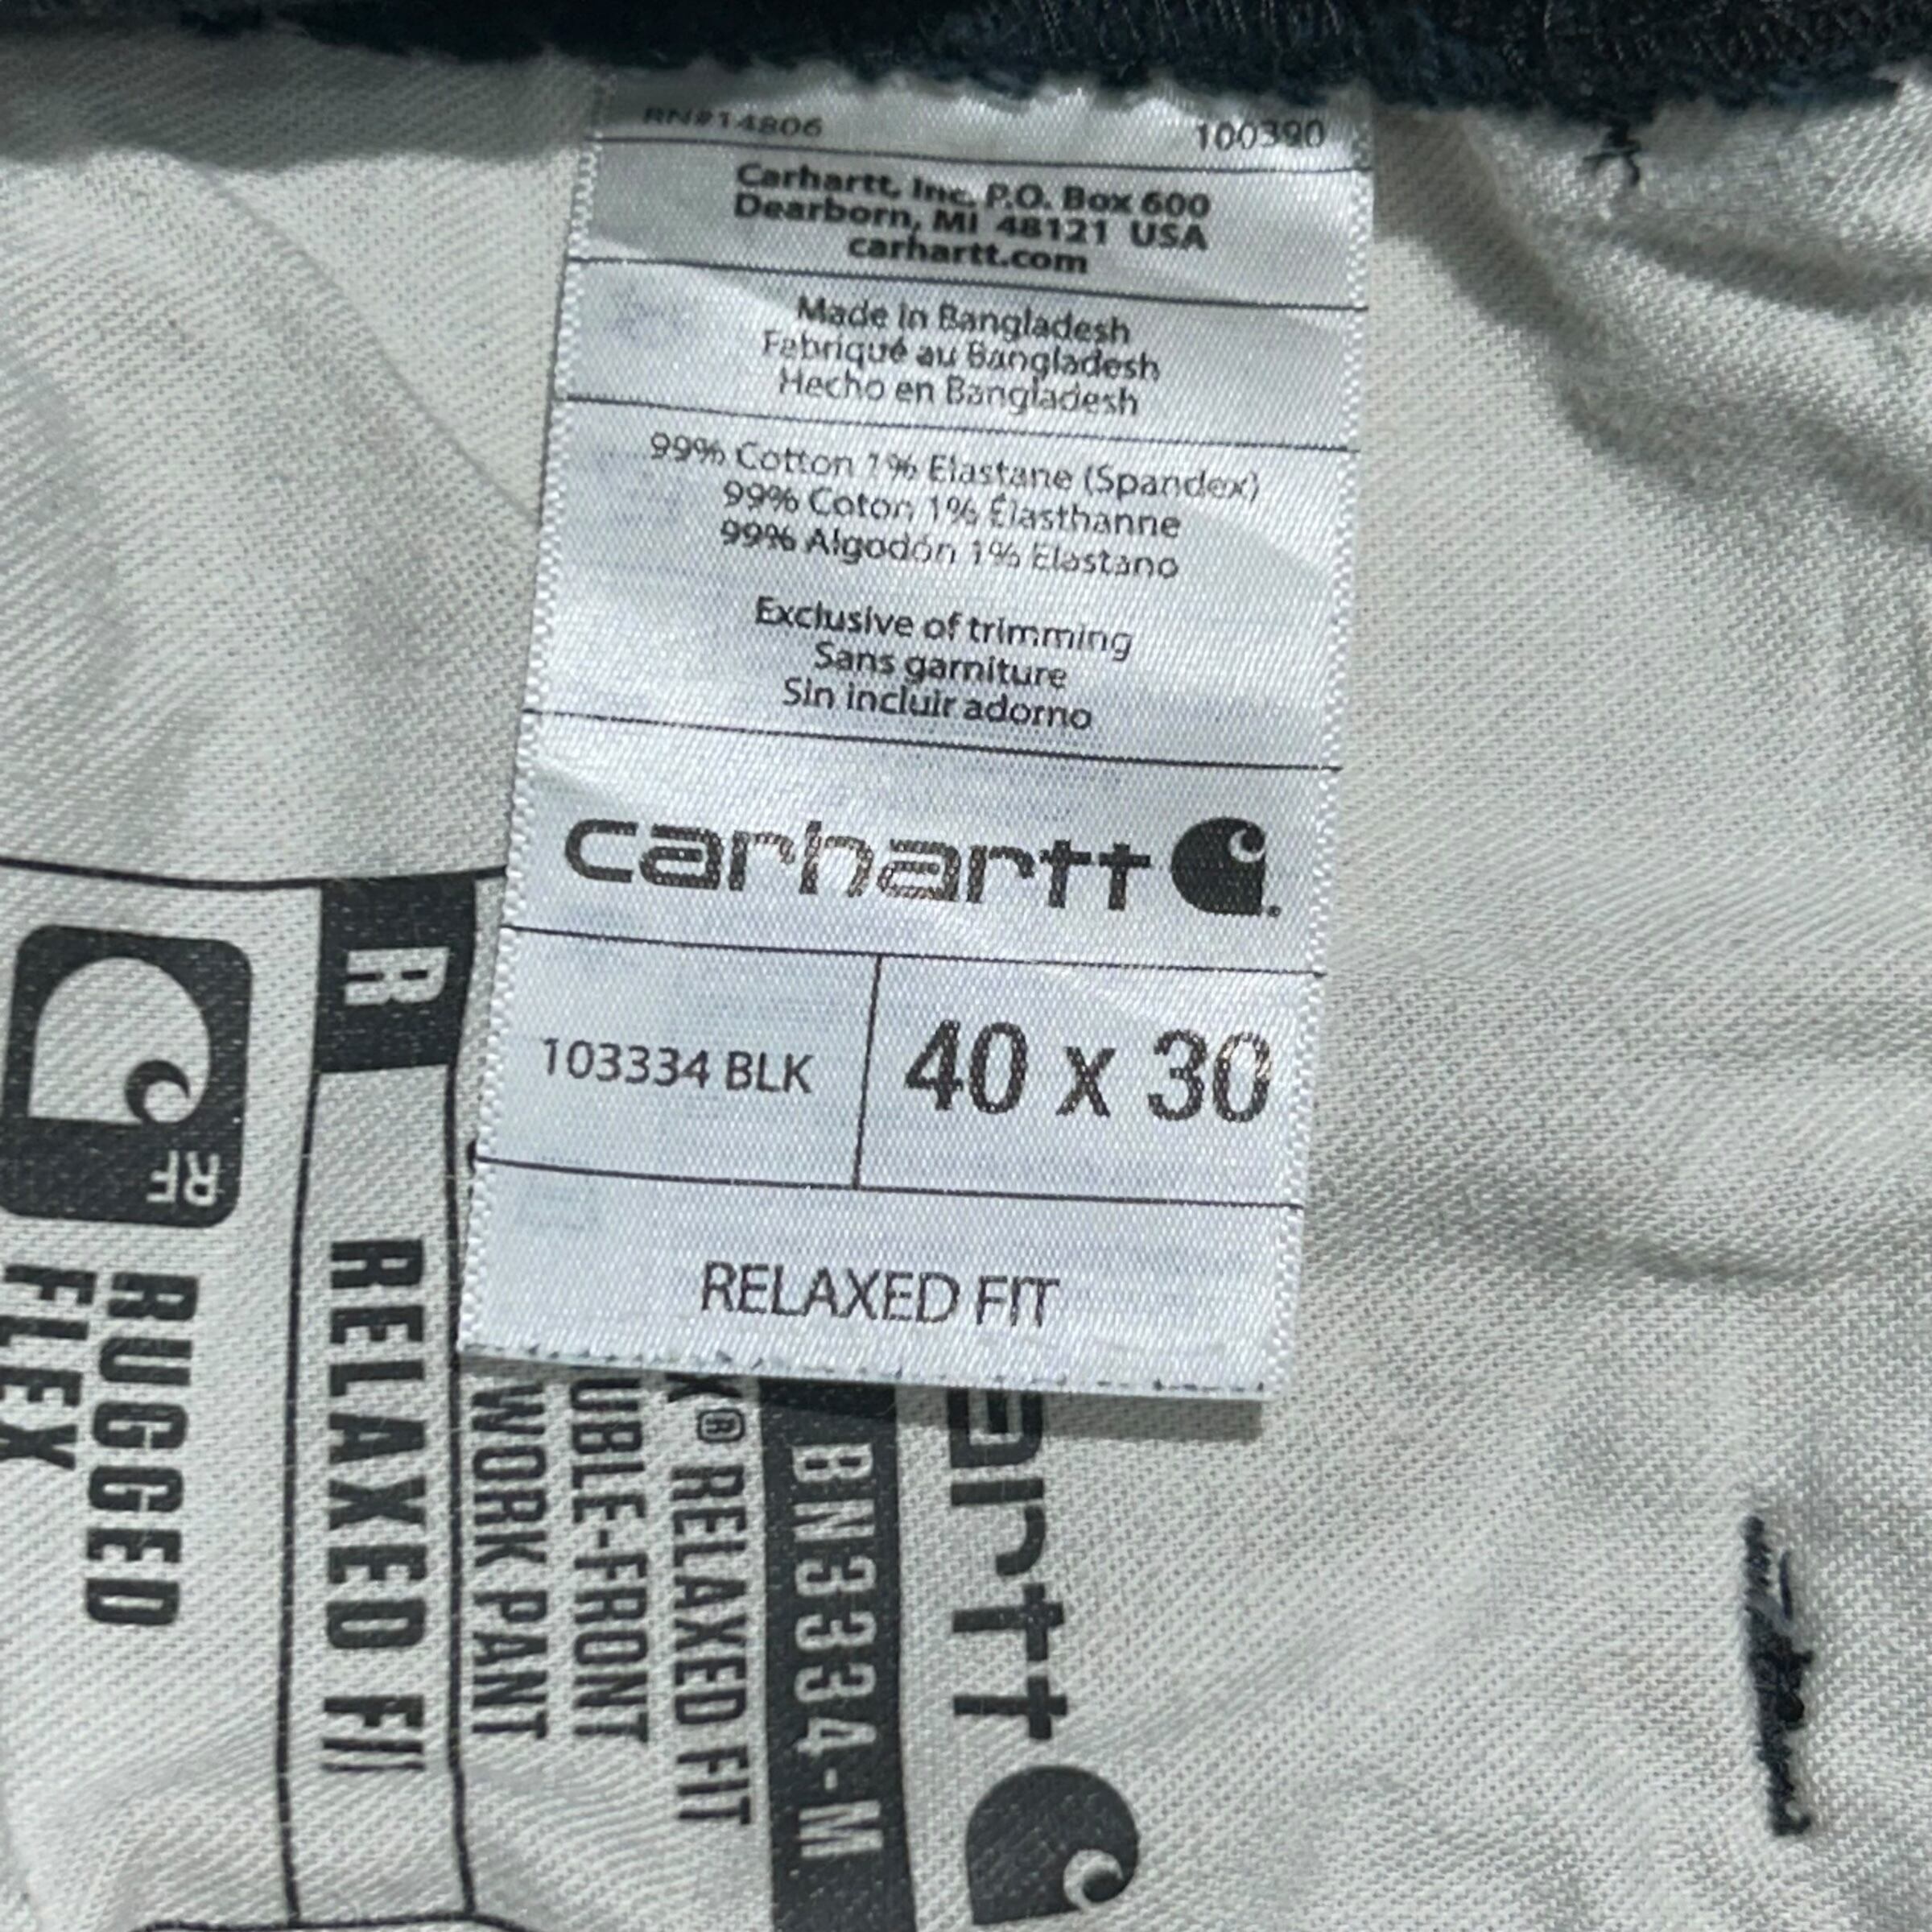 RN#14806 100390
Carhartt, Inc. P.O. Box 600
Dearborn, MI 48121 USA
carhartt.com
Made in Bangladesh
Fabriqué au Bangladesh
Hecho en Bangladesh
99% Cotton 1% Elastane (Spandex)
99% Coton 1% Élasthanne
99% Algodón 1% Elastano
Exclusive of trimming
Sans garniture
Sin incluir adorno
carhartt
103334 BLK
40 x 30
RELAXED FIT
artt
BN3334-M
X® RELAXED FIT
UBLE-FRONT
WORK PANT
R
RELAXED FIT
RF
RUGGED
FLEX